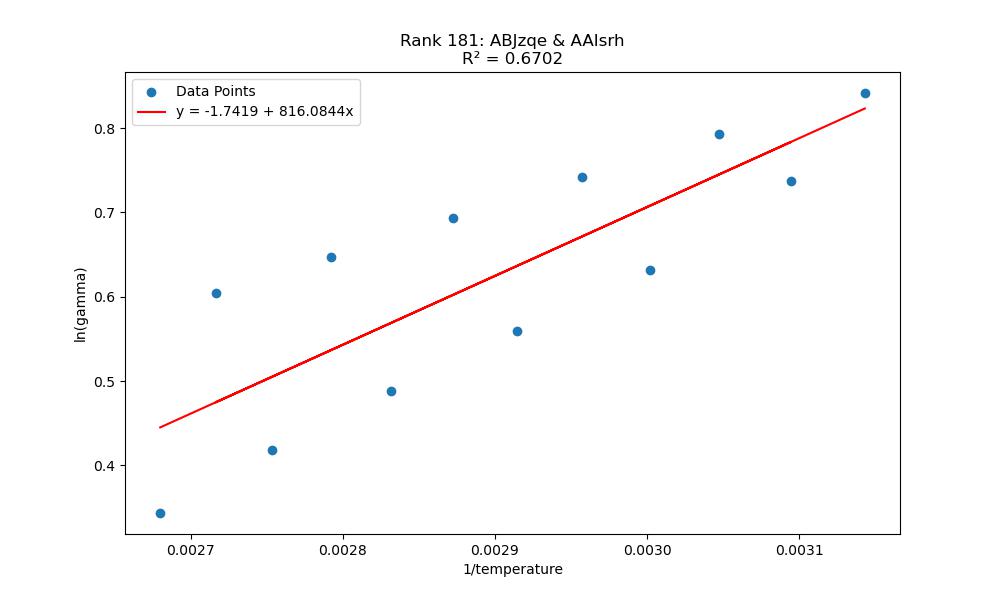 Rank 181: ABJzqe & AAIsrh
R² = 0.6702
Data Points
y = -1.7419 + 816.0844x
ln(gamma)
0.8
0.7
0.6
0.5
0.4
0.0027 0.0028 0.0029 0.0030 0.0031
1/temperature